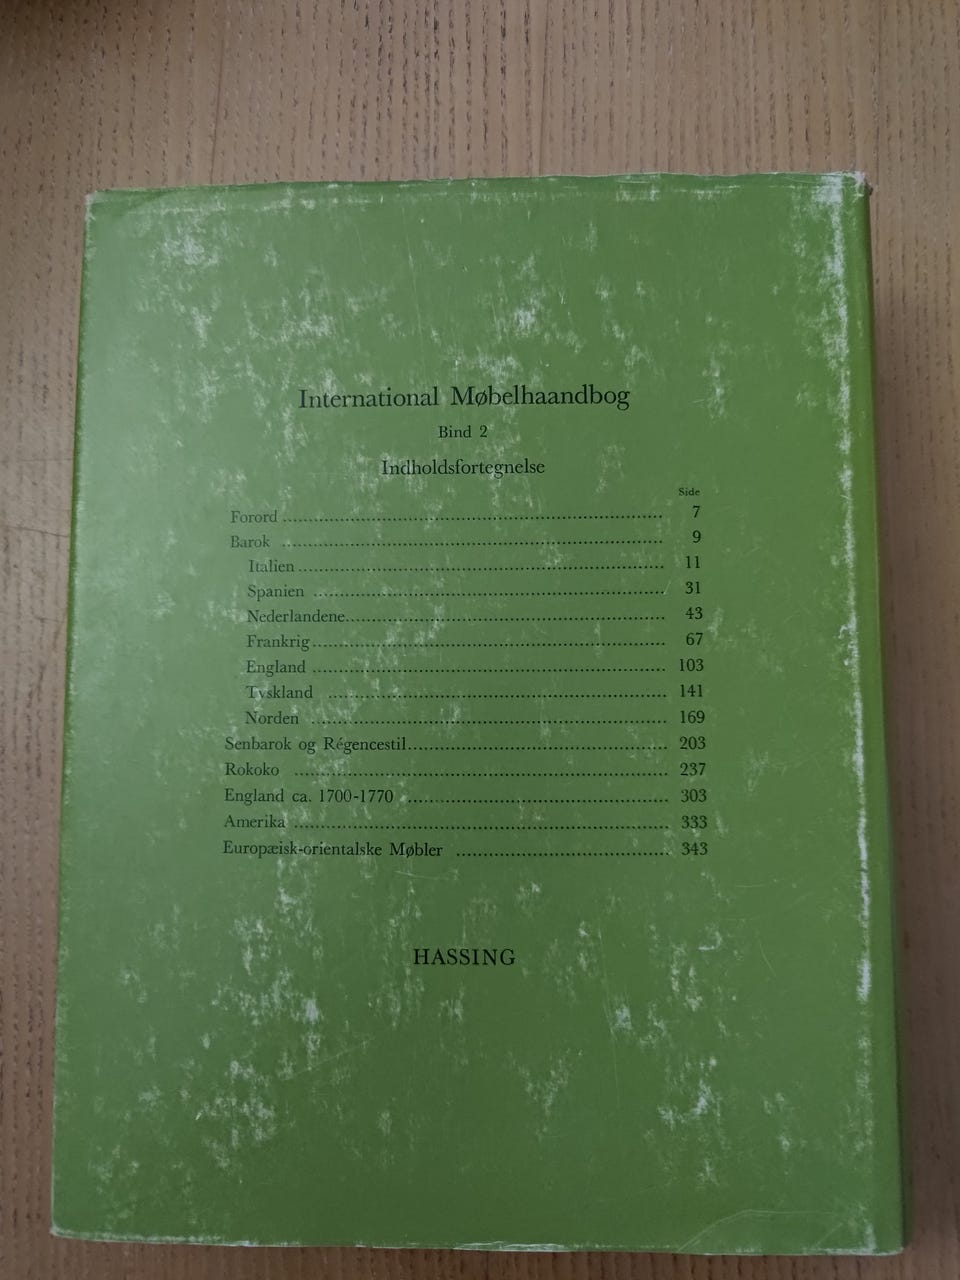 International Møbelhaandbog
Bind 2
Indholdsfortegnelse
Side
Forord ........ 7
Barok ........ 9
Italien ........ 11
Spanien ........ 31
Nederlandene ........ 43
Frankrig ........ 67
England ........ 103
Tyskland ........ 141
Norden ........ 169
Senbarok og Régencestil ........ 203
Rokoko ........ 237
England ca. 1700-1770 ........ 303
Amerika ........ 333
Europæisk-orientalske Møbler ........ 343
HASSING